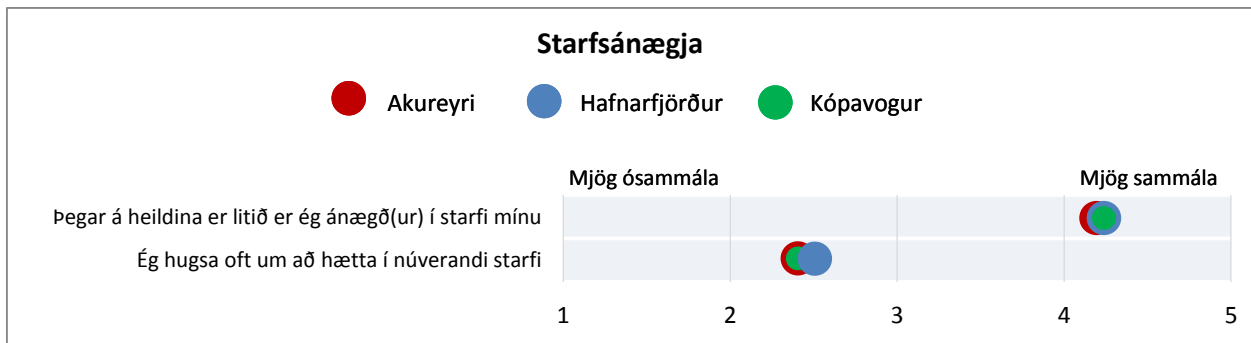 Starfsánægja
Akureyri Hafnarfjörður Kópavogur
Mjög ósammála Mjög sammála
Þegar á heildina er litið er ég ánægð(ur) í starfi mínu
Ég hugsa oft um að hætta í núverandi starfi
1 2 3 4 5